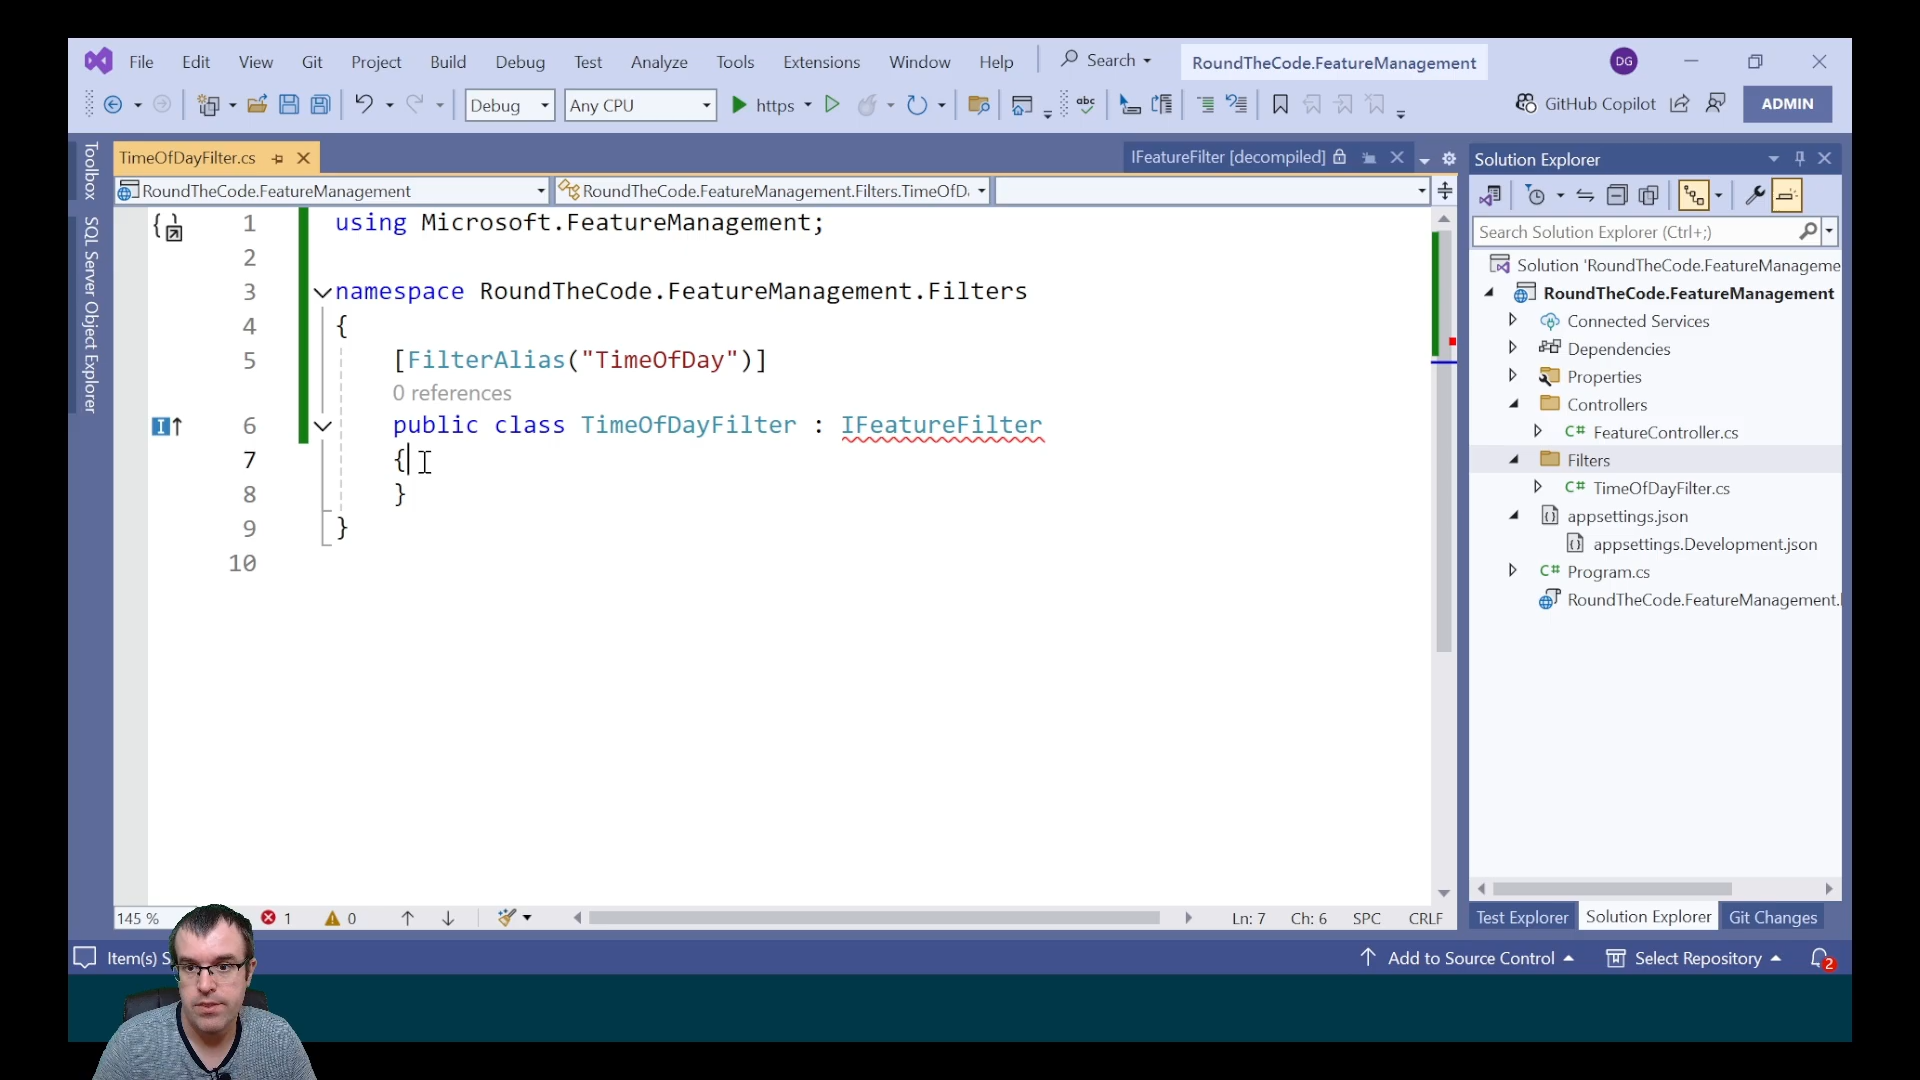 File Edit View Git Project Build Debug Test Analyze Tools Extensions Window Help Search RoundTheCode.FeatureManagement DG
Debug Any CPU https abc GitHub Copilot ADMIN
Toolbox
SQL Server Object Explorer
TimeOfDayFilter.cs
IFeatureFilter [decompiled]
RoundTheCode.FeatureManagement
RoundTheCode.FeatureManagement.Filters.TimeOfD
1 using Microsoft.FeatureManagement;
2
3 namespace RoundTheCode.FeatureManagement.Filters
4 {
5 [FilterAlias("TimeOfDay")]
0 references
6 public class TimeOfDayFilter : IFeatureFilter
7 {
8 }
9 }
10
145 % 1 0 Ln: 7 Ch: 6 SPC CRLF
Solution Explorer
Search Solution Explorer (Ctrl+;)
Solution 'RoundTheCode.FeatureManageme
RoundTheCode.FeatureManagement
Connected Services
Dependencies
Properties
Controllers
C# FeatureController.cs
Filters
C# TimeOfDayFilter.cs
appsettings.json
appsettings.Development.json
C# Program.cs
RoundTheCode.FeatureManagement.
Test Explorer Solution Explorer Git Changes
Item(s) S Add to Source Control Select Repository 2